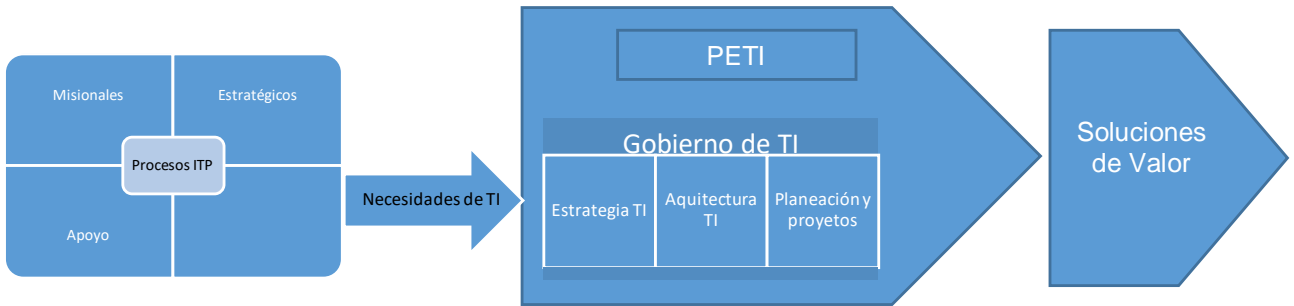 Misionales
Estratégicos
Procesos ITP
Apoyo
Necesidades de TI
PETI
Gobierno de TI
Estrategia TI
Aquitectura
TI
Planeación y
proyetos
Soluciones
de Valor